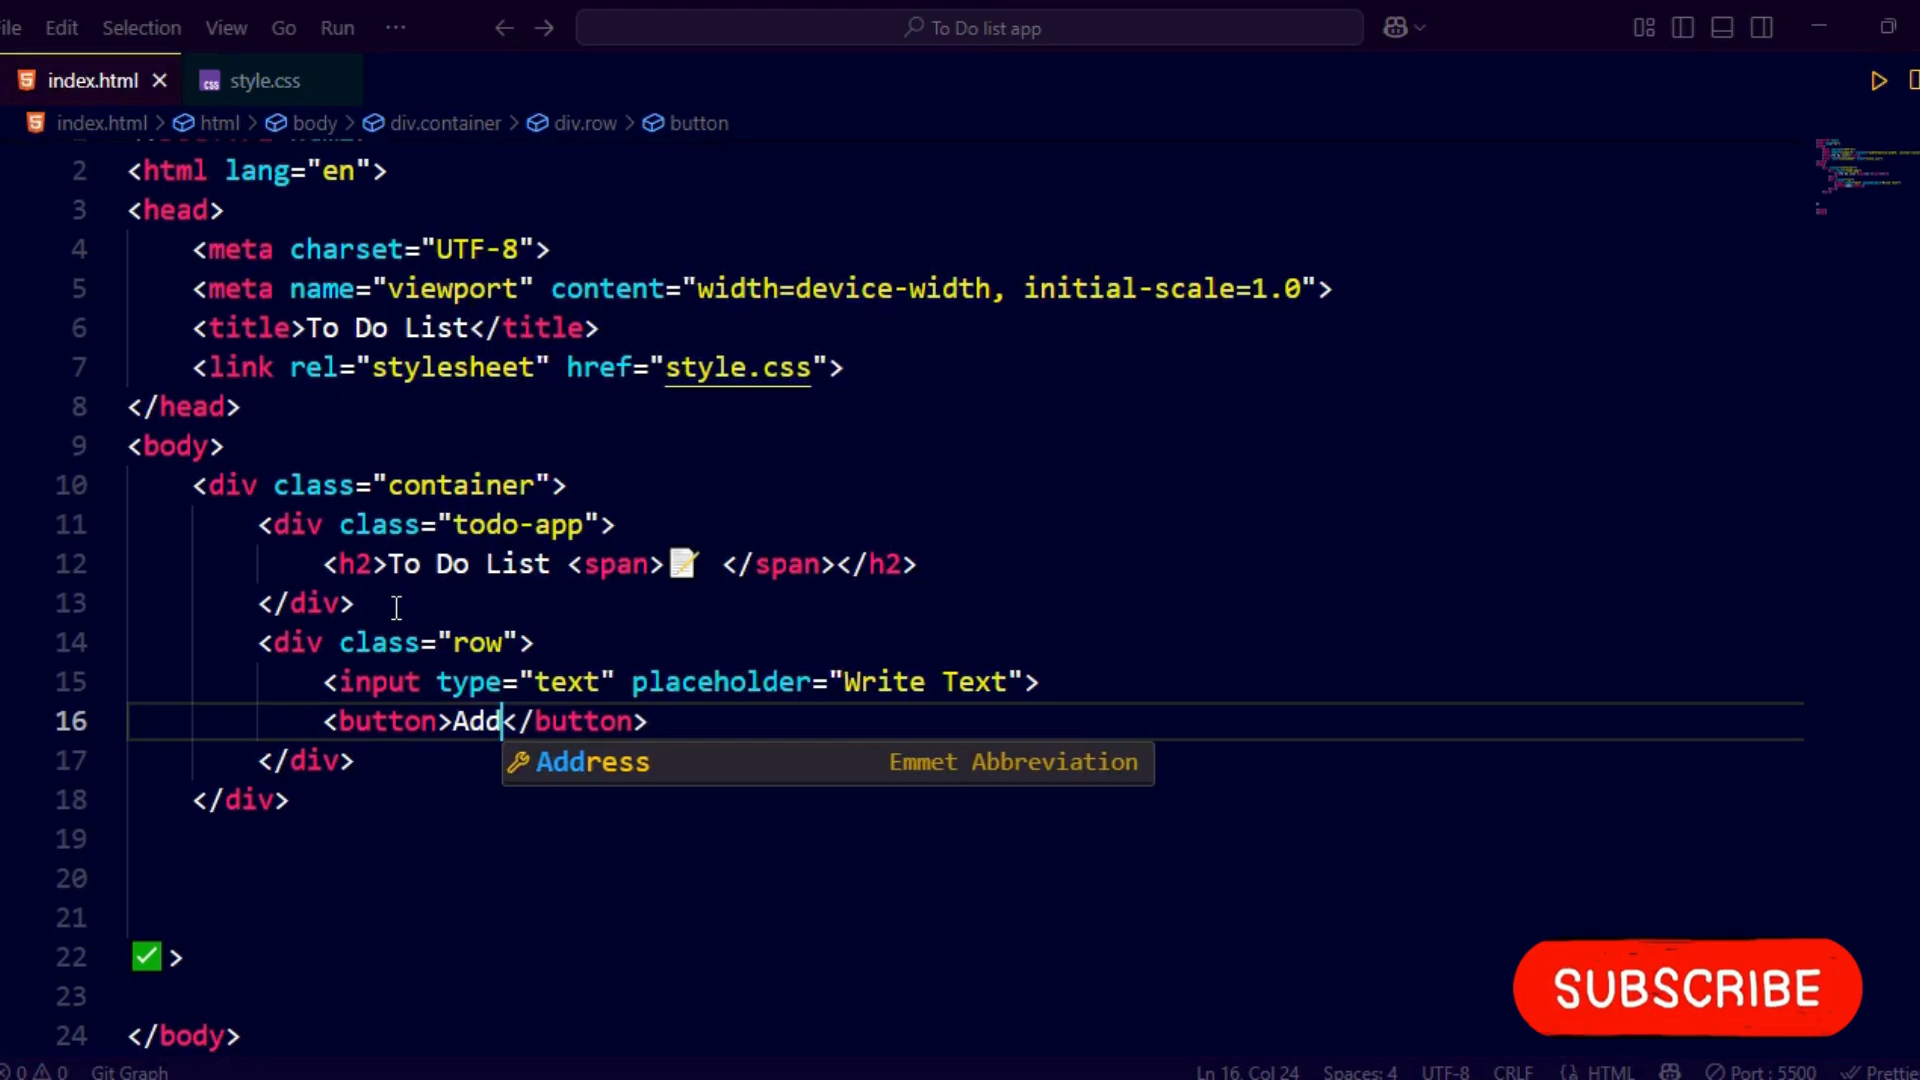 File Edit Selection View Go Run ··· ← → To Do list app
index.html × style.css
index.html > html > body > div.container > div.row > button
2 <html lang="en">
3 <head>
4 <meta charset="UTF-8">
5 <meta name="viewport" content="width=device-width, initial-scale=1.0">
6 <title>To Do List</title>
7 <link rel="stylesheet" href="style.css">
8 </head>
9 <body>
10 <div class="container">
11 <div class="todo-app">
12 <h2>To Do List <span>📝 </span></h2>
13 </div>
14 <div class="row">
15 <input type="text" placeholder="Write Text">
16 <button>Add</button>
17 </div>
Address Emmet Abbreviation
18 </div>
19
20
21
22 ✅ >
23
SUBSCRIBE
24 </body>
0 0 Git Graph Ln 16, Col 24 Spaces: 4 UTF-8 CRLF {} HTML Port : 5500 Prettie